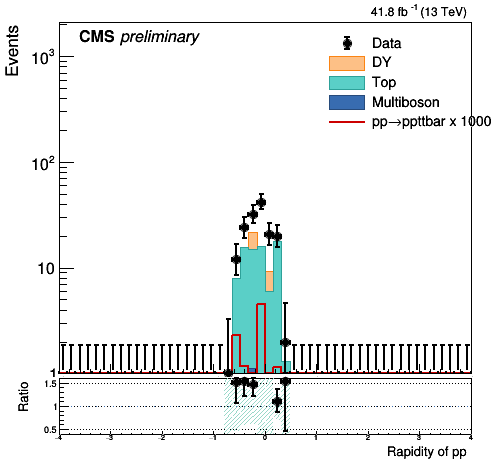 41.8 fb⁻¹ (13 TeV)
CMS preliminary
Data
DY
Top
Multiboson
pp→ppttbar x 1000
Events
10³
10²
10
1
Ratio
1.5
1
0.5
-4 -3 -2 -1 0 1 2 3 4
Rapidity of pp